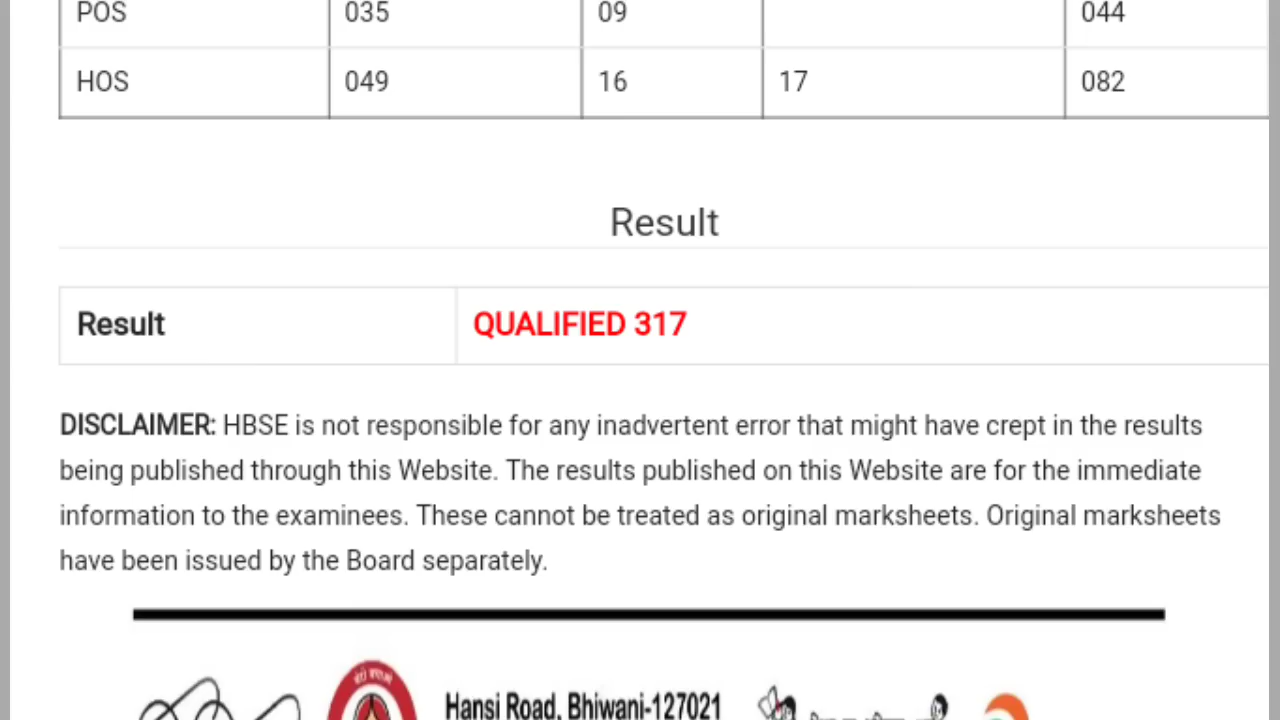 POS 035 09 044
HOS 049 16 17 082
Result
Result QUALIFIED 317
DISCLAIMER: HBSE is not responsible for any inadvertent error that might have crept in the results
being published through this Website. The results published on this Website are for the immediate
information to the examinees. These cannot be treated as original marksheets. Original marksheets
have been issued by the Board separately.
Hansi Road, Bhiwani-127021